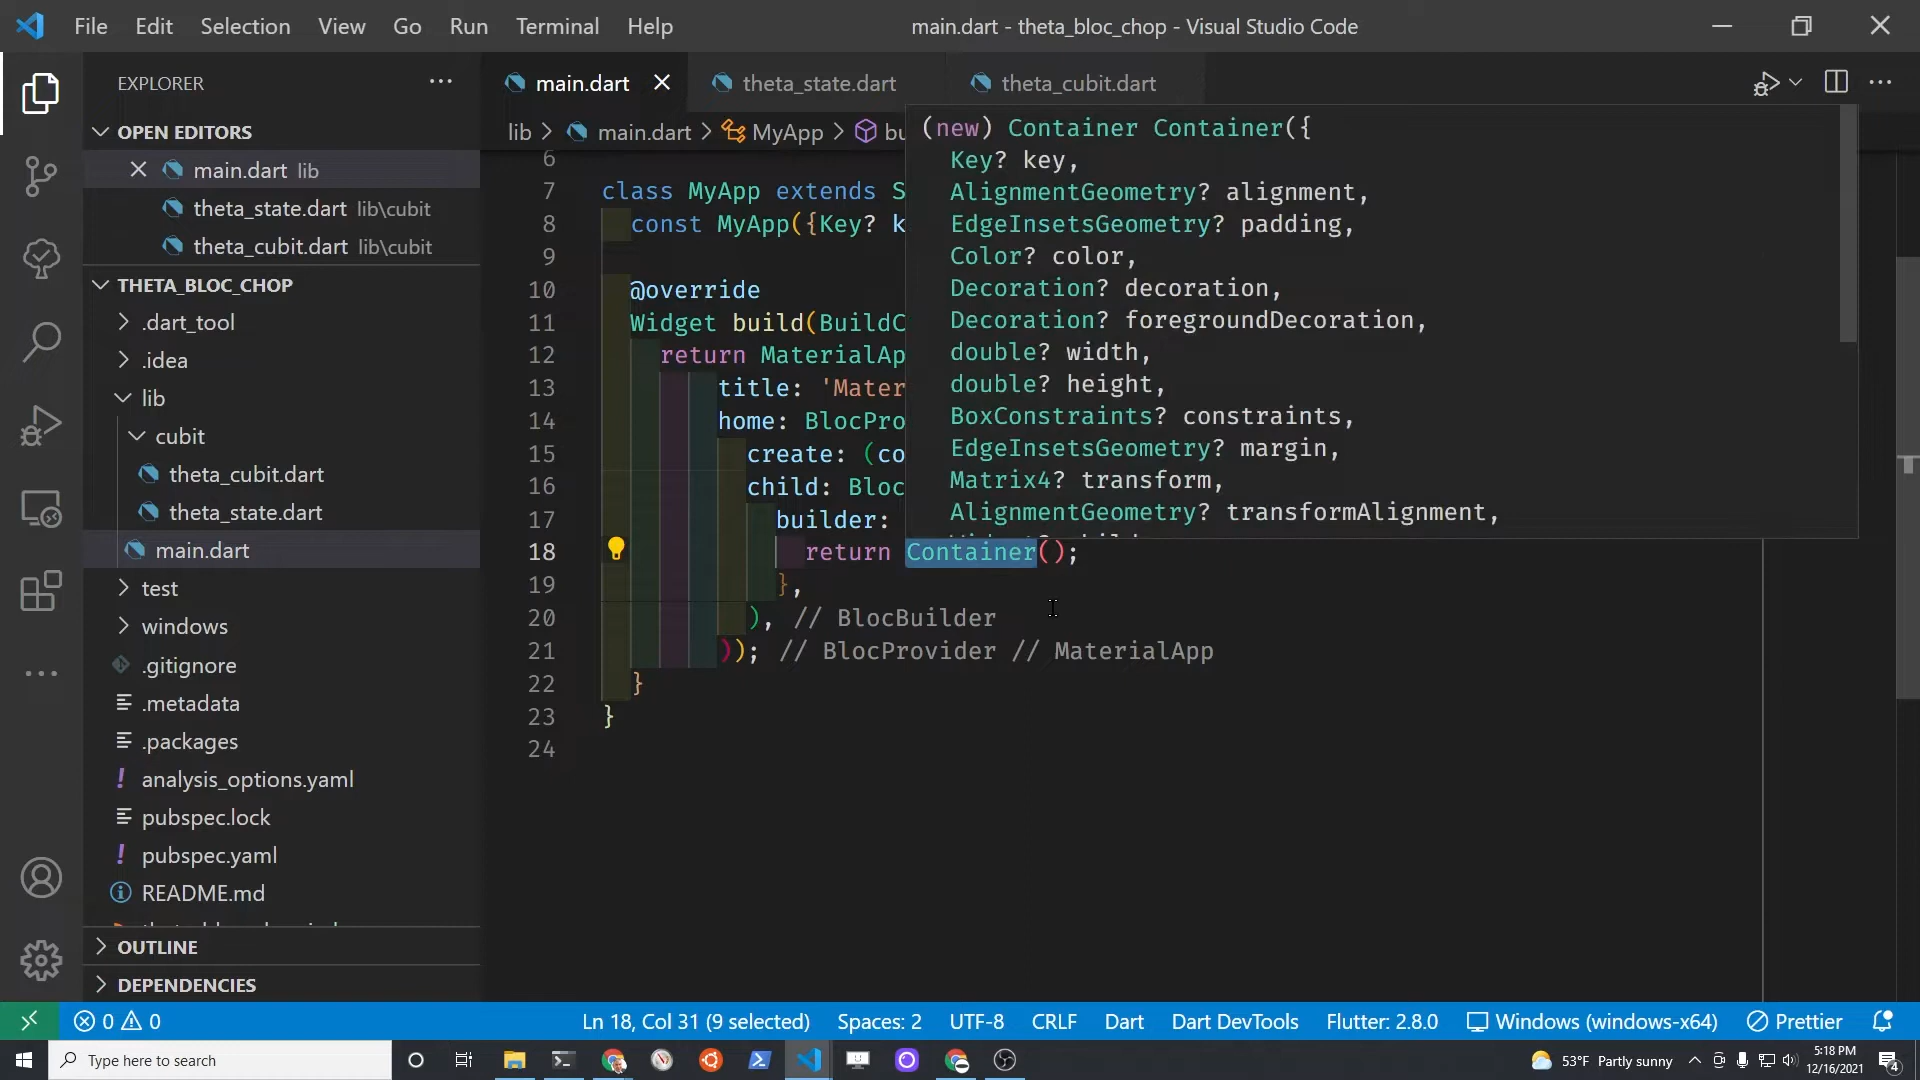 File Edit Selection View Go Run Terminal Help
main.dart - theta_bloc_chop - Visual Studio Code
EXPLORER
OPEN EDITORS
main.dart lib
theta_state.dart lib\cubit
theta_cubit.dart lib\cubit
THETA_BLOC_CHOP
.dart_tool
.idea
lib
cubit
theta_cubit.dart
theta_state.dart
main.dart
test
windows
.gitignore
.metadata
.packages
analysis_options.yaml
pubspec.lock
pubspec.yaml
README.md
OUTLINE
DEPENDENCIES
main.dart theta_state.dart theta_cubit.dart
lib > main.dart > MyApp > bu
6
7 class MyApp extends S
8 const MyApp({Key? k
9
10 @override
11 Widget build(BuildC
12 return MaterialAp
13 title: 'Mater
14 home: BlocPro
15 create: (co
16 child: Bloc
17 builder:
18 return Container();
19 },
20 ), // BlocBuilder
21 )); // BlocProvider // MaterialApp
22 }
23 }
24
(new) Container Container({
Key? key,
AlignmentGeometry? alignment,
EdgeInsetsGeometry? padding,
Color? color,
Decoration? decoration,
Decoration? foregroundDecoration,
double? width,
double? height,
BoxConstraints? constraints,
EdgeInsetsGeometry? margin,
Matrix4? transform,
AlignmentGeometry? transformAlignment,
0 0 Ln 18, Col 31 (9 selected) Spaces: 2 UTF-8 CRLF Dart Dart DevTools Flutter: 2.8.0 Windows (windows-x64) Prettier
Type here to search
53°F Partly sunny
5:18 PM
12/16/2021
4